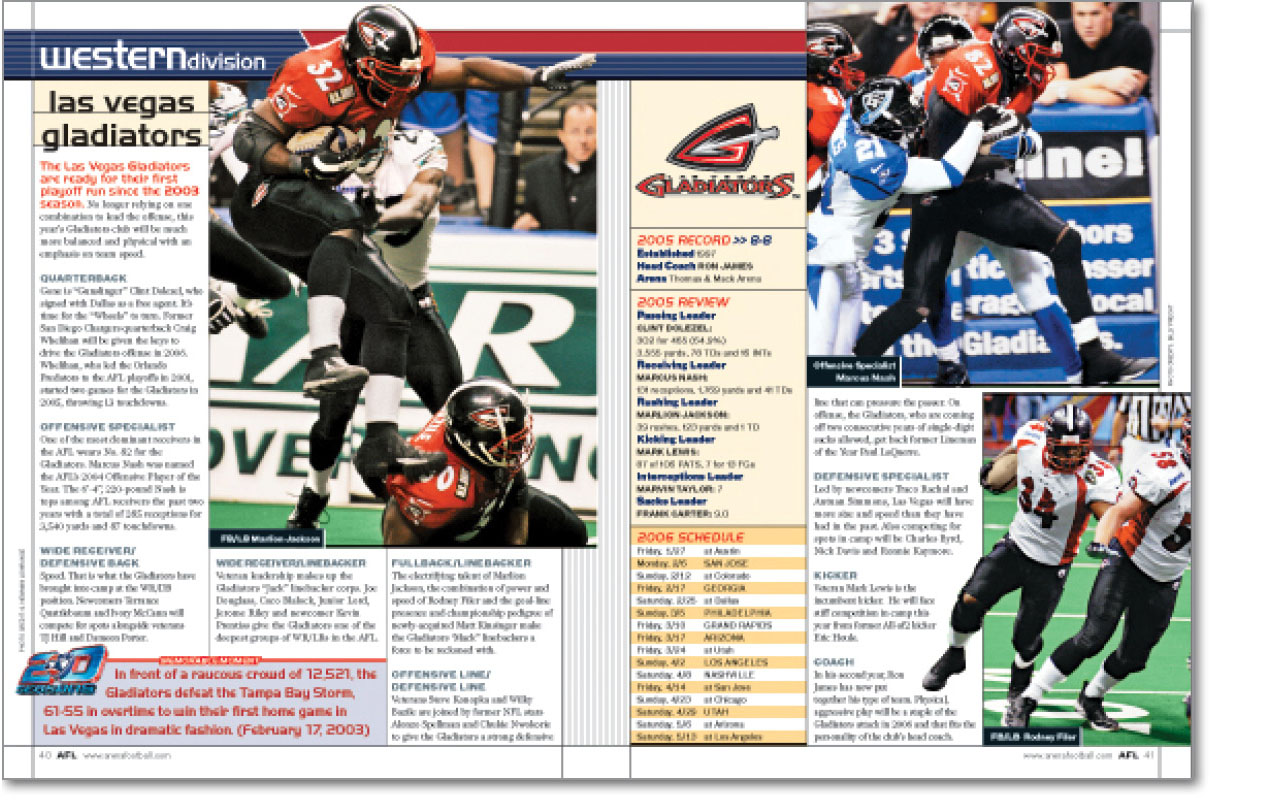 western division
las vegas
gladiators
The Las Vegas Gladiators
are ready for their first
playoff run since the 2003
season. No longer relying on one
combination to lead the offense, this
year's Gladiators club will be much
more balanced and physical with an
emphasis on team speed.
QUARTERBACK
Gone is "Gunslinger" Clint Dolezel, who
signed with Dallas as a free agent. It's
time for the "Wheels" to turn. Former
San Diego Chargers quarterback Craig
Whelihan will be given the keys to
drive the Gladiators offense in 2006.
Whelihan, who led the Orlando
Predators to the AFL playoffs in 2001,
started two games for the Gladiators in
2005, throwing 13 touchdowns.
OFFENSIVE SPECIALIST
One of the most dominant receivers in
the AFL wears No. 82 for the
Gladiators. Marcus Nash was named
the AFL's 2004 Offensive Player of the
Year. The 6'-4", 220-pound Nash is
tops among AFL receivers the past two
years with a total of 265 receptions for
3,540 yards and 87 touchdowns.
WIDE RECEIVER/
DEFENSIVE BACK
Speed. That is what the Gladiators have
brought into camp at the WR/DB
position. Newcomers Terrance
and Ivory McCann will
compete for spots alongside veterans
TJ Hill and Dameon Porter.
FB/LB Marlion Jackson
WIDE RECEIVER/LINEBACKER
Veteran leadership makes up the
Gladiators "Jack" linebacker corps. Joe
Douglass, Coco Blalock, Junior Lord,
Jerome Riley and newcomer Kevin
Prentiss give the Gladiators one of the
deepest groups of WR/LBs in the AFL.
FULLBACK/LINEBACKER
The electrifying talent of Marlion
Jackson, the combination of power and
speed of Rodney Filer and the goal-line
presence and championship pedigree of
newly-acquired Matt Kinsinger make
the Gladiators "Mack" linebackers a
force to be reckoned with.
OFFENSIVE LINE/
DEFENSIVE LINE
Veterans Steve Konopka and Willy
are joined by former NFL stars
Alonzo Spellman and Chukie Nwokorie
to give the Gladiators a strong defensive
20
SEASONS
MEMORABLE MOMENT
In front of a raucous crowd of 12,521, the
Gladiators defeat the Tampa Bay Storm,
61-55 in overtime to win their first home game in
Las Vegas in dramatic fashion. (February 17, 2003)
40 AFL www.arenafootball.com
GLADIATORS
2005 RECORD >> 8-8
Established 1997
Head Coach RON JAMES
Arena Thomas & Mack Arena
2005 REVIEW
Passing Leader
CLINT DOLEZEL:
302 for 465 (64.9%)
3,555 yards, 76 TDs and 15 INTs
Receiving Leader
MARCUS NASH:
131 receptions, 1,769 yards and 41 TDs
Rushing Leader
MARLION JACKSON:
39 rushes, 123 yards and 1 TD
Kicking Leader
MARK LEWIS:
87 of 105 PATS, 7 for 13 FGs
Interceptions Leader
MARVIN TAYLOR: 7
Sacks Leader
FRANK CARTER: 9.0
2006 SCHEDULE
Friday, 1/27 at Austin
Monday, 2/6 SAN JOSE
Sunday, 2/12 at Colorado
Friday, 2/17 GEORGIA
Saturday, 2/25 at Dallas
Sunday, 3/5 PHILADELPHIA
Friday, 3/10 GRAND RAPIDS
Friday, 3/17 ARIZONA
Friday, 3/24 at Utah
Sunday, 4/2 LOS ANGELES
Saturday, 4/8 NASHVILLE
Friday, 4/14 at San Jose
Sunday, 4/23 at Chicago
Saturday, 4/29 UTAH
Saturday, 5/6 at Arizona
Saturday, 5/13 at Los Angeles
Offensive Specialist
Marcus Nash
line that can pressure the passer. On
offense, the Gladiators, who are coming
off two consecutive years of single-digit
sacks allowed, get back former Lineman
of the Year Paul LaQuerre.
DEFENSIVE SPECIALIST
Led by newcomers Traco Rachal and
Antuan Simmons, Las Vegas will have
more size and speed than they have
had in the past. Also competing for
spots in camp will be Charles Byrd,
Nick Davis and Ronnie
KICKER
Veteran Mark Lewis is the
incumbent kicker. He will face
stiff competition in camp this
year from former All-af2 kicker
Eric Houle.
COACH
In his second year, Ron
James has now put
together his type of team. Physical,
aggressive play will be a staple of the
Gladiators attack in 2006 and that fits the
personality of the club's head coach.
FB/LB Rodney Filer
www.arenafootball.com AFL 41